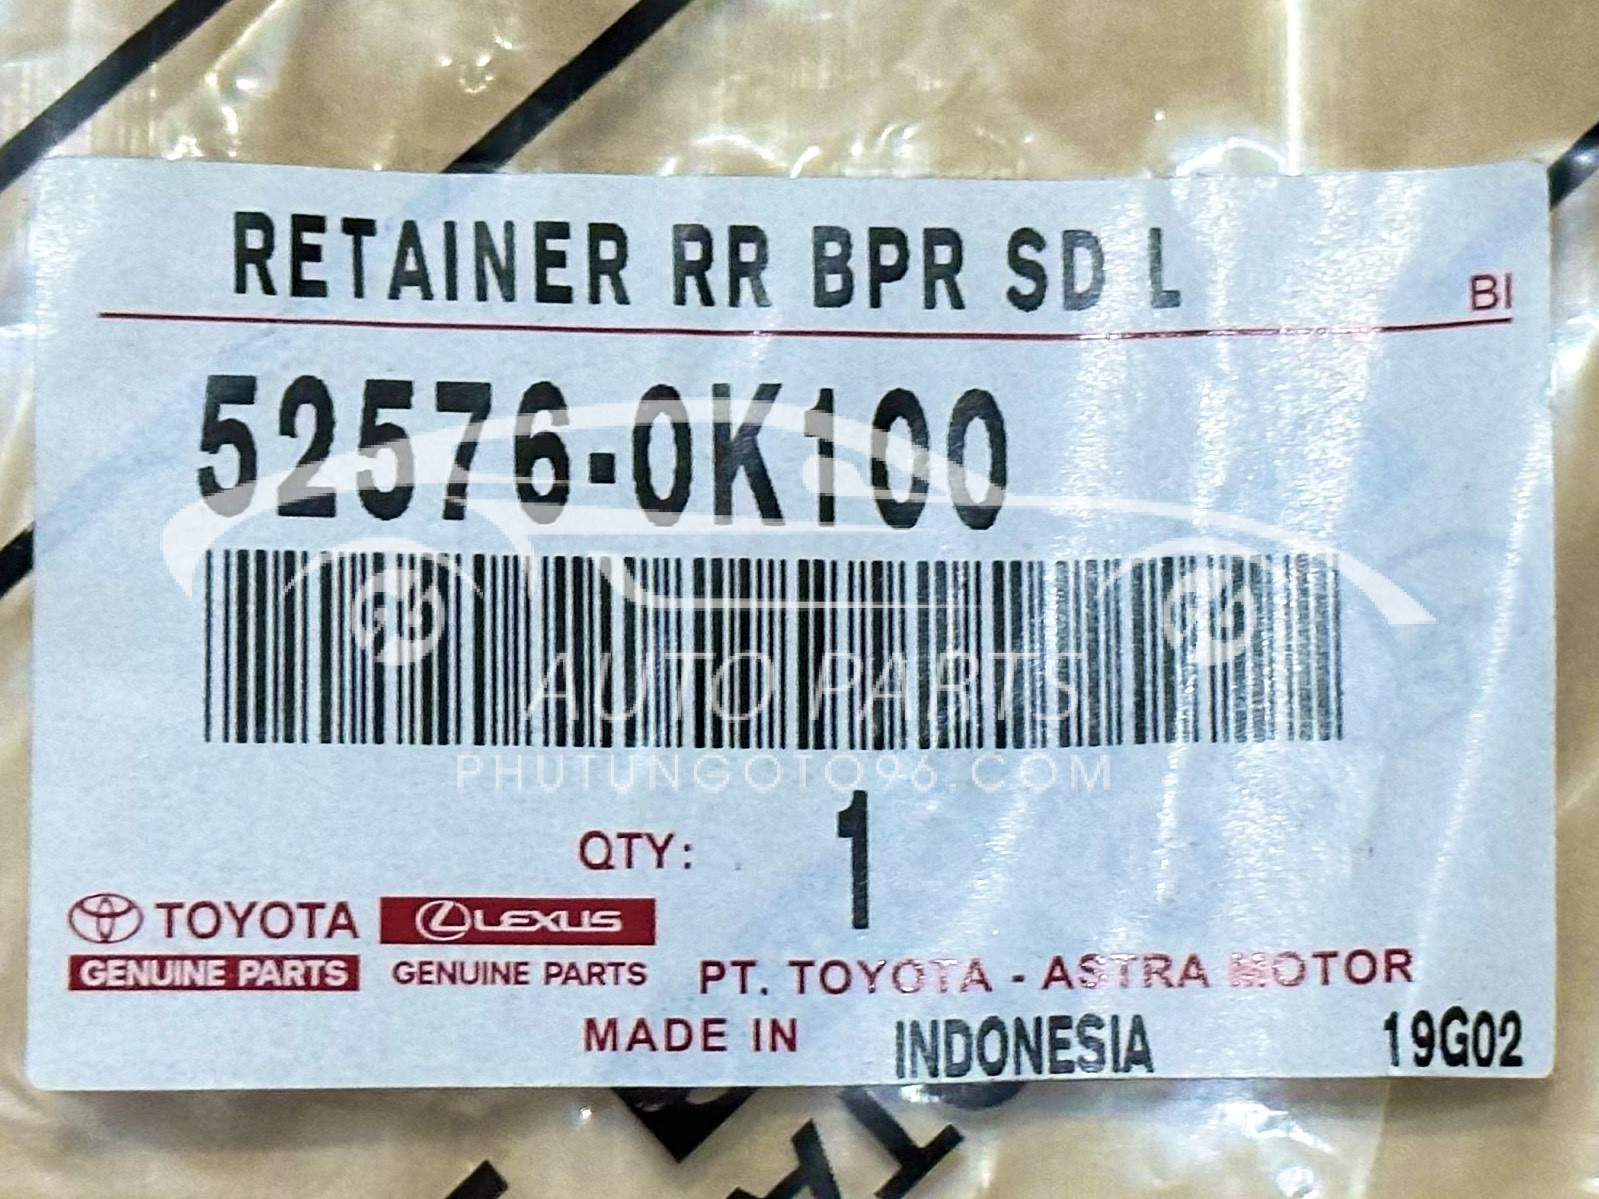 RETAINER RR BPR SD L
BI
52576-0K100
AUTO PARTS
PHUTUNGOTO96.COM
QTY: 1
TOYOTA LEXUS
GENUINE PARTS GENUINE PARTS PT. TOYOTA - ASTRA MOTOR
MADE IN INDONESIA 19G02